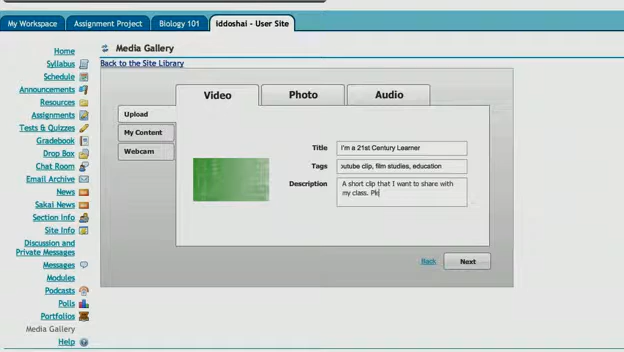 My Workspace
Assignment Project
Biology 101
iddoshai - User Site
Media Gallery
Back to the Site Library
Home
Syllabus
Schedule
Announcements
Resources
Assignments
Tests & Quizzes
Gradebook
Drop Box
Chat Room
Email Archive
News
Sakai News
Section Info
Site Info
Discussion and
Private Messages
Messages
Modules
Podcasts
Polls
Portfolios
Media Gallery
Help
Video
Photo
Audio
Upload
My Content
Webcam
Title
I'm a 21st Century Learner
Tags
outube clip, film studies, education
Description
A short clip that I want to share with
my class. Ple
Back
Next